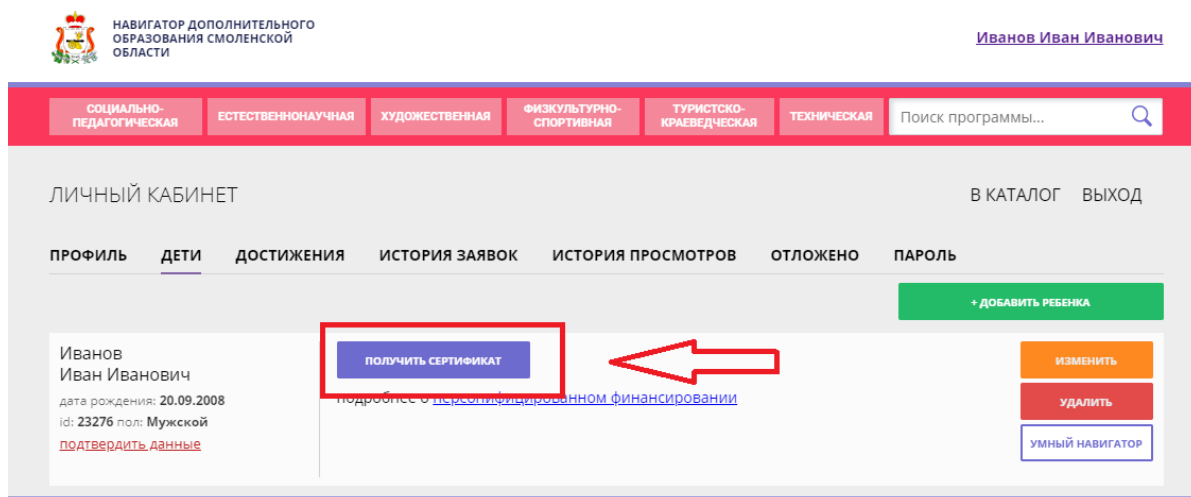 НАВИГАТОР ДОПОЛНИТЕЛЬНОГО
ОБРАЗОВАНИЯ СМОЛЕНСКОЙ
ОБЛАСТИ
Иванов Иван Иванович
СОЦИАЛЬНО-
ПЕДАГОГИЧЕСКАЯ
ЕСТЕСТВЕННОНАУЧНАЯ
ХУДОЖЕСТВЕННАЯ
ФИЗКУЛЬТУРНО-
СПОРТИВНАЯ
ТУРИСТСКО-
КРАЕВЕДЧЕСКАЯ
ТЕХНИЧЕСКАЯ
Поиск программы...
ЛИЧНЫЙ КАБИНЕТ
В КАТАЛОГ ВЫХОД
ПРОФИЛЬ ДЕТИ ДОСТИЖЕНИЯ ИСТОРИЯ ЗАЯВОК ИСТОРИЯ ПРОСМОТРОВ ОТЛОЖЕНО ПАРОЛЬ
+ ДОБАВИТЬ РЕБЕНКА
Иванов
Иван Иванович
дата рождения: 20.09.2008
id: 23276 пол: Мужской
подтвердить данные
ПОЛУЧИТЬ СЕРТИФИКАТ
подробнее о персонифицированном финансировании
ИЗМЕНИТЬ
УДАЛИТЬ
УМНЫЙ НАВИГАТОР